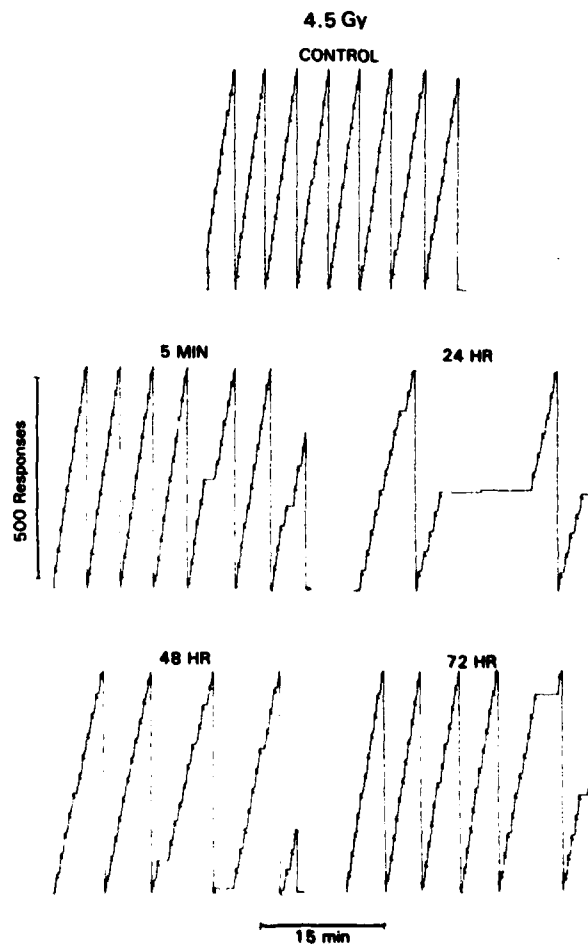 4.5 Gy
CONTROL
5 MIN
24 HR
500 Responses
48 HR
72 HR
15 min